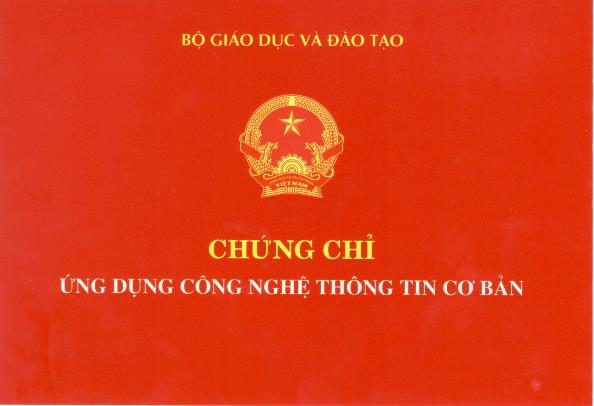 BỘ GIÁO DỤC VÀ ĐÀO TẠO
VIỆT NAM
CHỨNG CHỈ
ỨNG DỤNG CÔNG NGHỆ THÔNG TIN CƠ BẢN